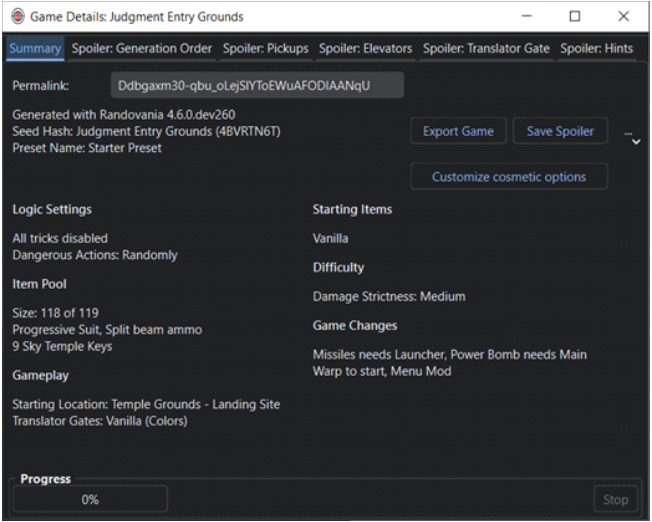 Game Details: Judgment Entry Grounds
Summary Spoiler: Generation Order Spoiler: Pickups Spoiler: Elevators Spoiler: Translator Gate Spoiler: Hints
Permalink: Ddbgaxm30-qbu_oLejSIYToEWuAFODlAANqU
Generated with Randovania 4.6.0.dev260
Seed Hash: Judgment Entry Grounds (4BVRTN6T)
Preset Name: Starter Preset
Export Game Save Spoiler ...
Customize cosmetic options
Logic Settings
All tricks disabled
Dangerous Actions: Randomly
Item Pool
Size: 118 of 119
Progressive Suit, Split beam ammo
9 Sky Temple Keys
Gameplay
Starting Location: Temple Grounds - Landing Site
Translator Gates: Vanilla (Colors)
Starting Items
Vanilla
Difficulty
Damage Strictness: Medium
Game Changes
Missiles needs Launcher, Power Bomb needs Main
Warp to start, Menu Mod
Progress
0% Stop